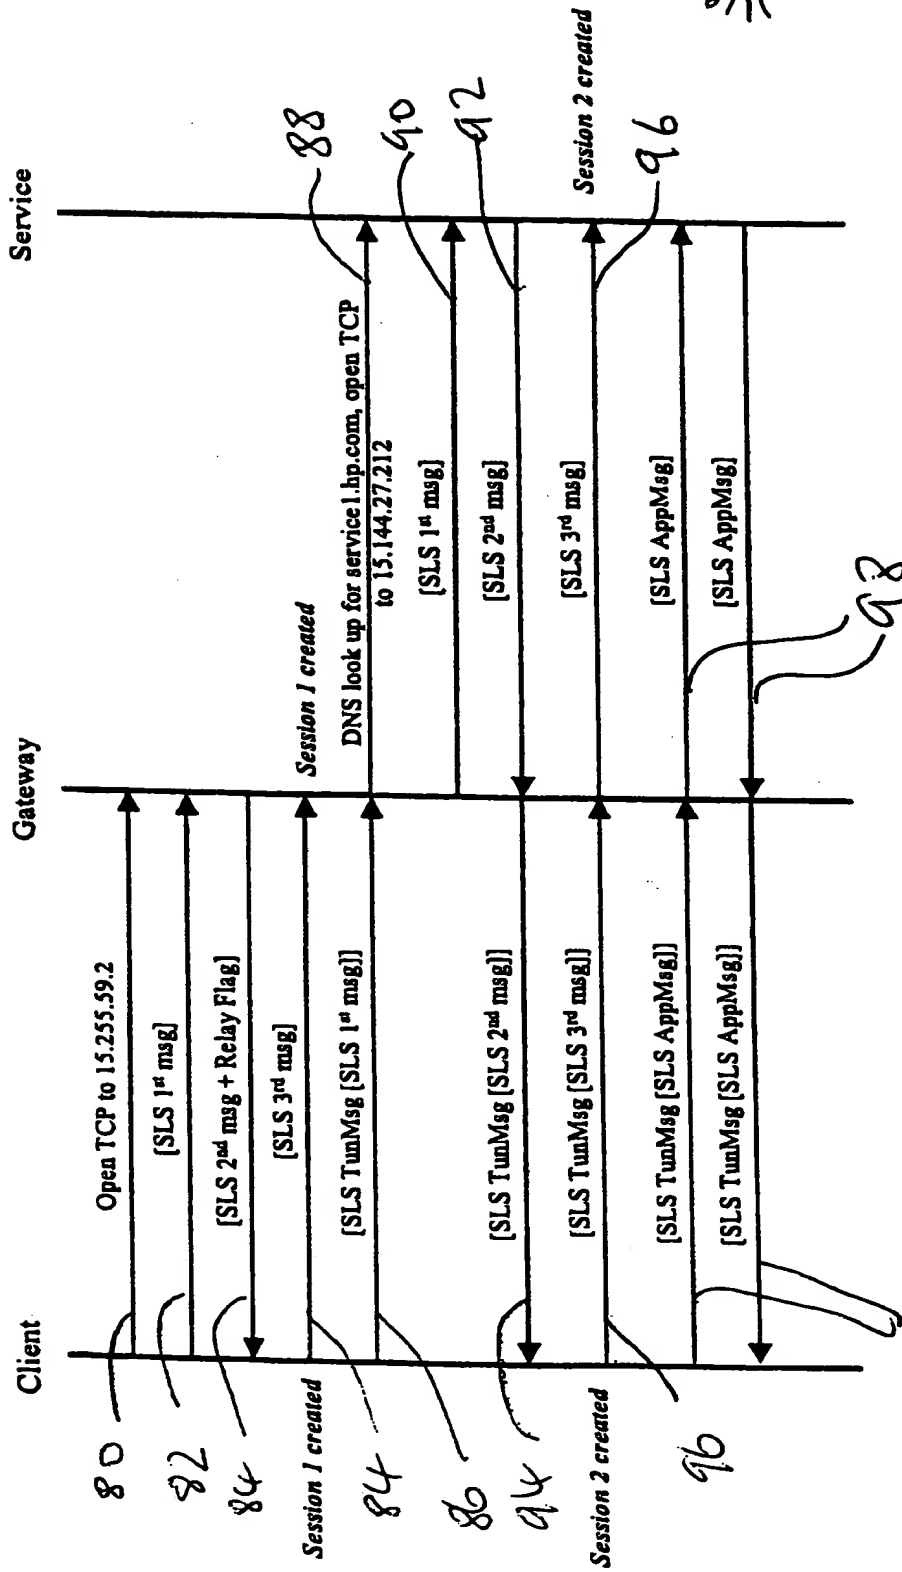 Client
Gateway
Service
80
Open TCP to 15.255.59.2
82
[SLS 1st msg]
84
[SLS 2nd msg + Relay Flag]
Session 1 created
[SLS 3rd msg]
Session 1 created
84
[SLS TunMsg [SLS 1st msg]]
DNS look up for service1.hp.com, open TCP
to 15.144.27.212
88
86
[SLS 1st msg]
90
94
[SLS TunMsg [SLS 2nd msg]]
[SLS 2nd msg]
92
Session 2 created
[SLS TunMsg [SLS 3rd msg]]
[SLS 3rd msg]
Session 2 created
96
96
[SLS TunMsg [SLS AppMsg]]
[SLS AppMsg]
[SLS TunMsg [SLS AppMsg]]
[SLS AppMsg]
98